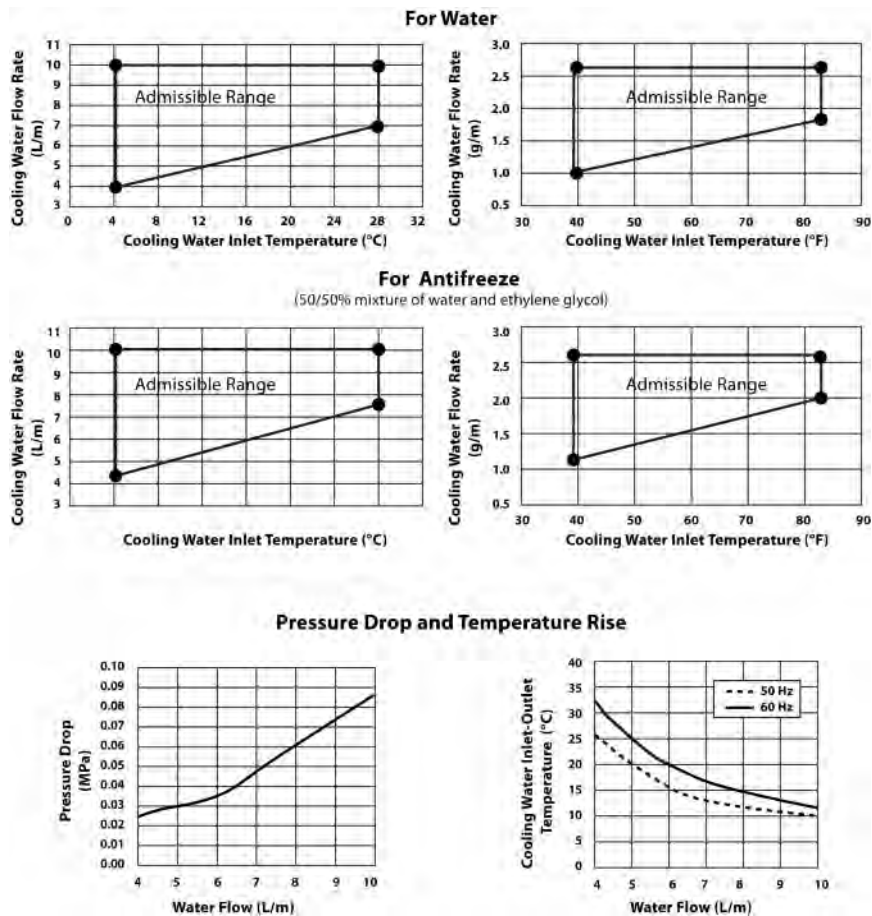 For Water
Cooling Water Flow Rate
(L/m)
11
10
9
8
7
6
5
4
3
Admissible Range
0 4 8 12 16 20 24 28 32
Cooling Water Inlet Temperature (°C)
Cooling Water Flow Rate
(g/m)
3.0
2.5
2.0
1.5
1.0
0.5
Admissible Range
30 40 50 60 70 80 90
Cooling Water Inlet Temperature (°F)
For Antifreeze
(50/50% mixture of water and ethylene glycol)
Cooling Water Flow Rate
(L/m)
11
10
9
8
7
6
5
4
3
Admissible Range
Cooling Water Inlet Temperature (°C)
Cooling Water Flow Rate
(g/m)
3.0
2.5
2.0
1.5
1.0
0.5
Admissible Range
30 40 50 60 70 80 90
Cooling Water Inlet Temperature (°F)
Pressure Drop and Temperature Rise
Pressure Drop
(MPa)
0.10
0.09
0.08
0.07
0.06
0.05
0.04
0.03
0.02
0.01
0.00
4 5 6 7 8 9 10
Water Flow (L/m)
Cooling Water Inlet-Outlet
Temperature (°C)
40
35
30
25
20
15
10
5
0
50 Hz
60 Hz
4 5 6 7 8 9 10
Water Flow (L/m)